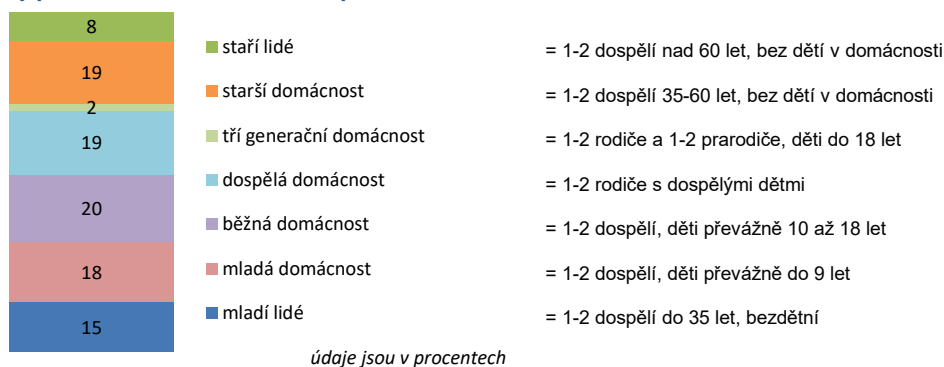 8
19
2
19
20
18
15
staří lidé = 1-2 dospělí nad 60 let, bez dětí v domácnosti
starší domácnost = 1-2 dospělí 35-60 let, bez dětí v domácnosti
tří generační domácnost = 1-2 rodiče a 1-2 prarodiče, děti do 18 let
dospělá domácnost = 1-2 rodiče s dospělými dětmi
běžná domácnost = 1-2 dospělí, děti převážně 10 až 18 let
mladá domácnost = 1-2 dospělí, děti převážně do 9 let
mladí lidé = 1-2 dospělí do 35 let, bezdětní
údaje jsou v procentech